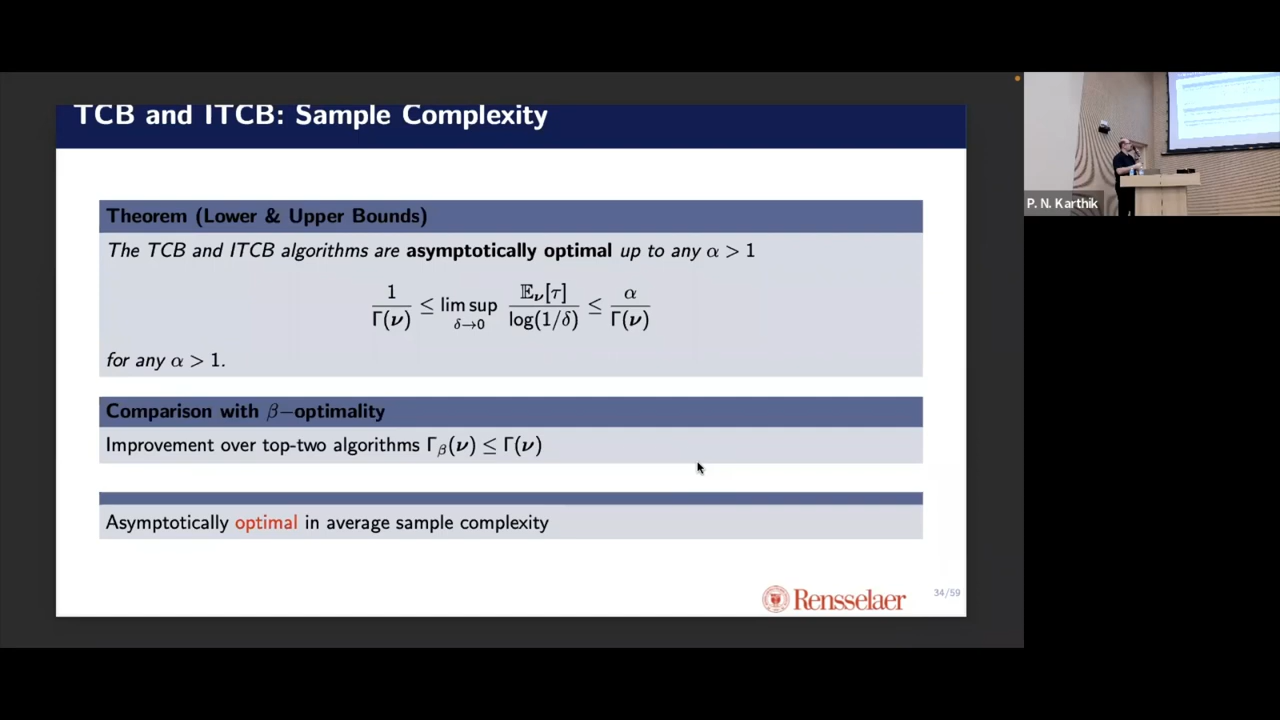 TCB and ITCB: Sample Complexity
Theorem (Lower & Upper Bounds)
The TCB and ITCB algorithms are asymptotically optimal up to any α > 1
1/Γ(ν) ≤ lim sup_{δ→0} 𝔼_ν[τ]/log(1/δ) ≤ α/Γ(ν)
for any α > 1.
Comparison with β−optimality
Improvement over top-two algorithms Γ_β(ν) ≤ Γ(ν)
Asymptotically optimal in average sample complexity
Rensselaer
34/59
P. N. Karthik